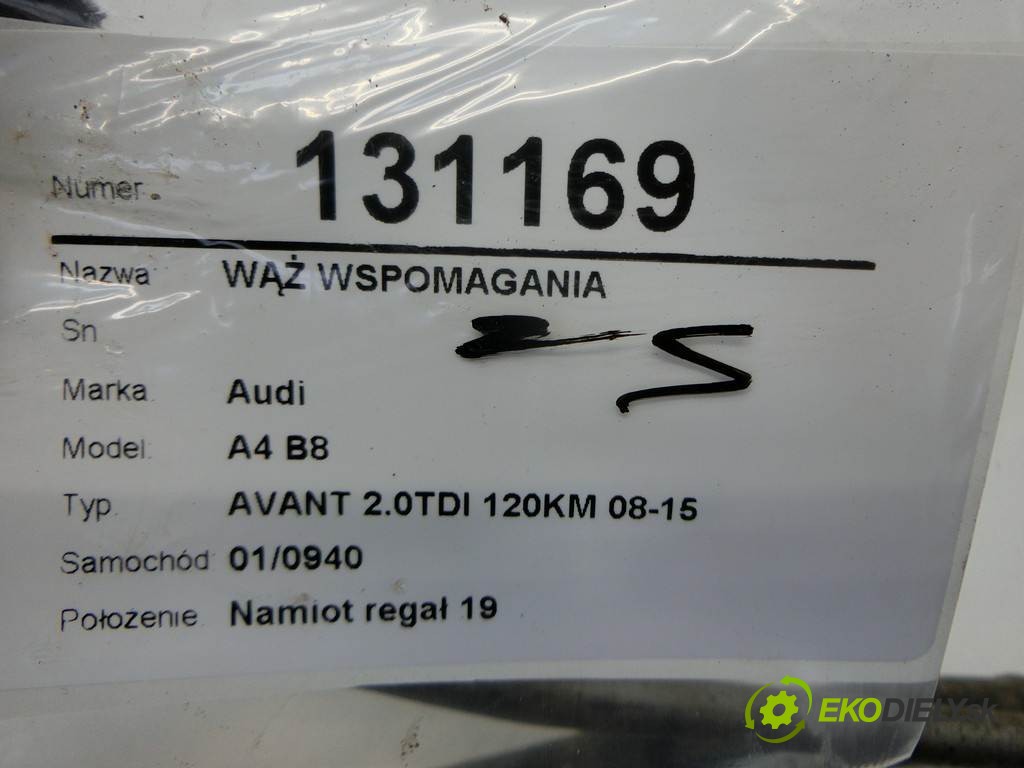 Numer. 131169
Nazwa: WĄŻ WSPOMAGANIA
Sn
Marka: Audi
Model: A4 B8
Typ. AVANT 2.0TDI 120KM 08-15
Samochód: 01/0940
Położenie: Namiot regał 19
EKODIELY.sk